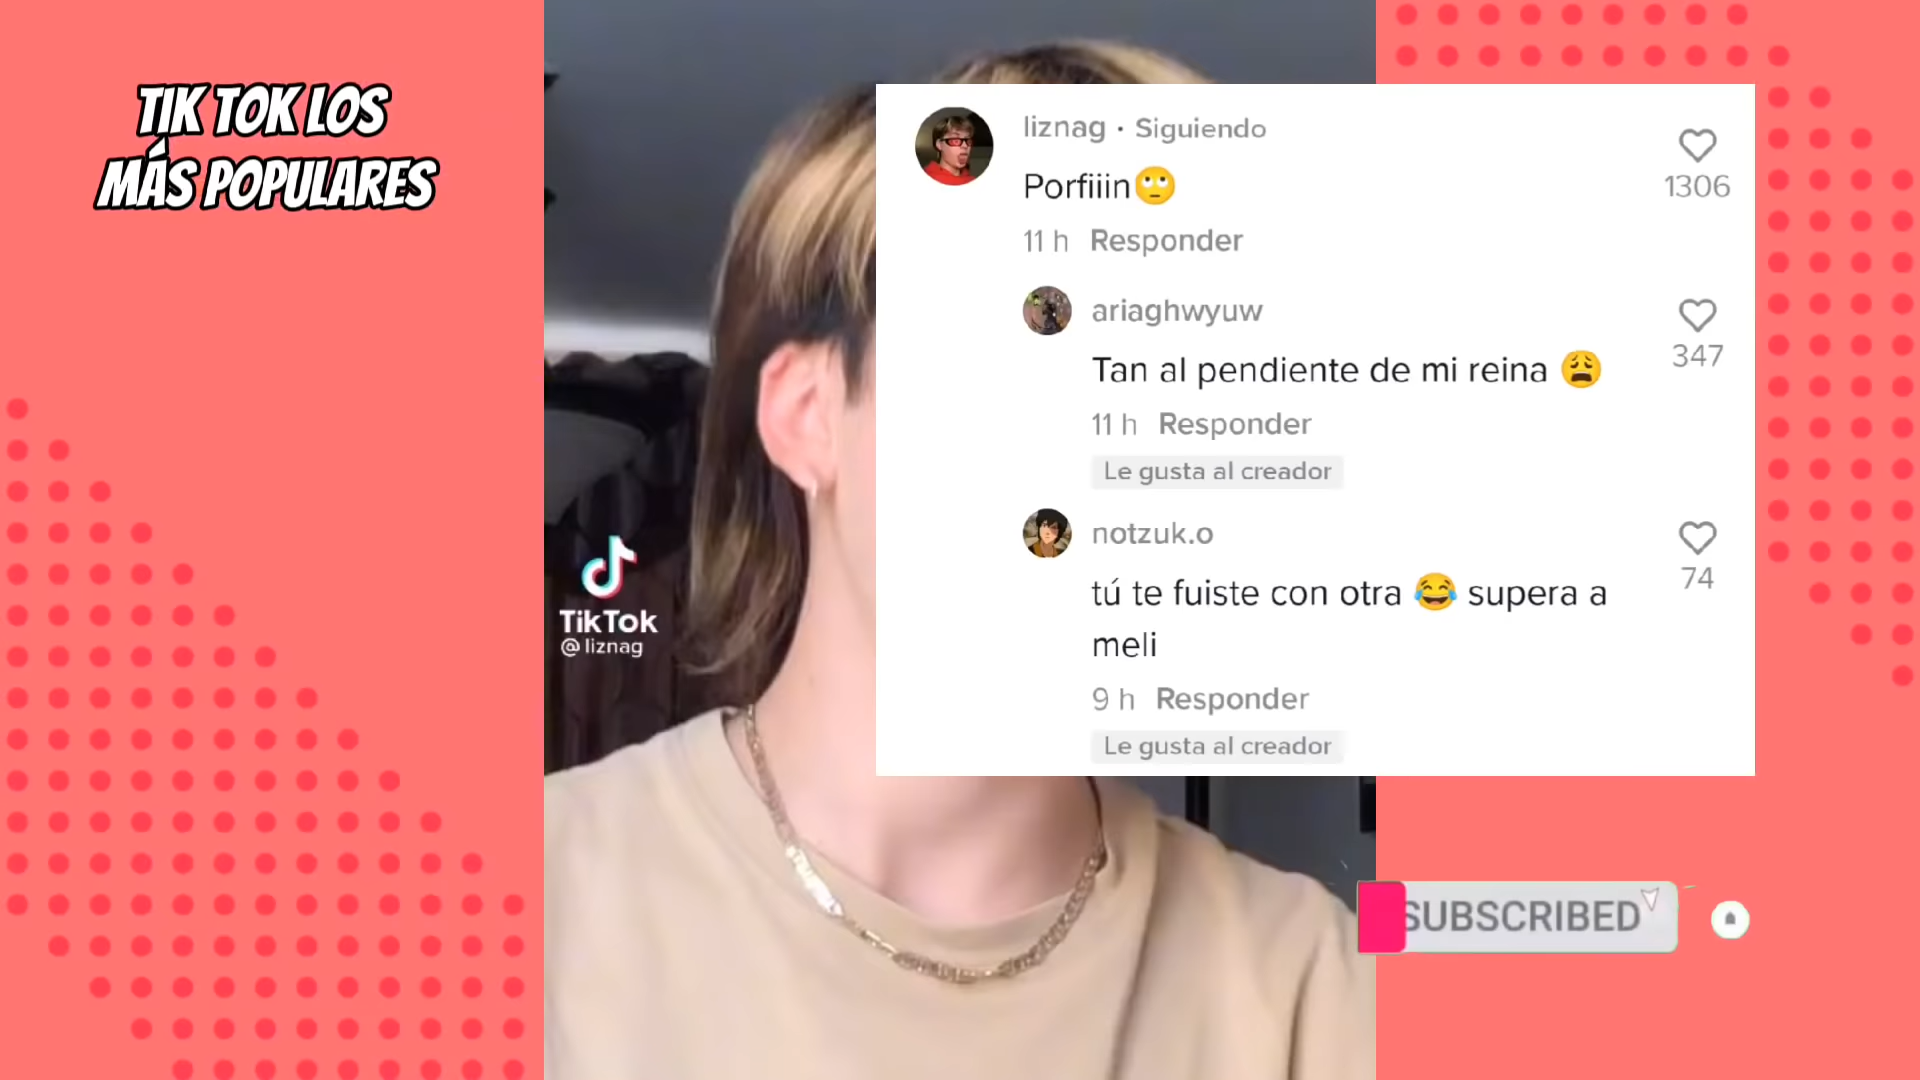 TIK TOK LOS
MÁS POPULARES
liznag · Siguiendo
Porfiiin🙄
1306
11 h Responder
ariaghwyuw
Tan al pendiente de mi reina 😩
347
11 h Responder
Le gusta al creador
notzuk.o
tú te fuiste con otra 😂 supera a
meli
74
9 h Responder
Le gusta al creador
TikTok
@liznag
SUBSCRIBED